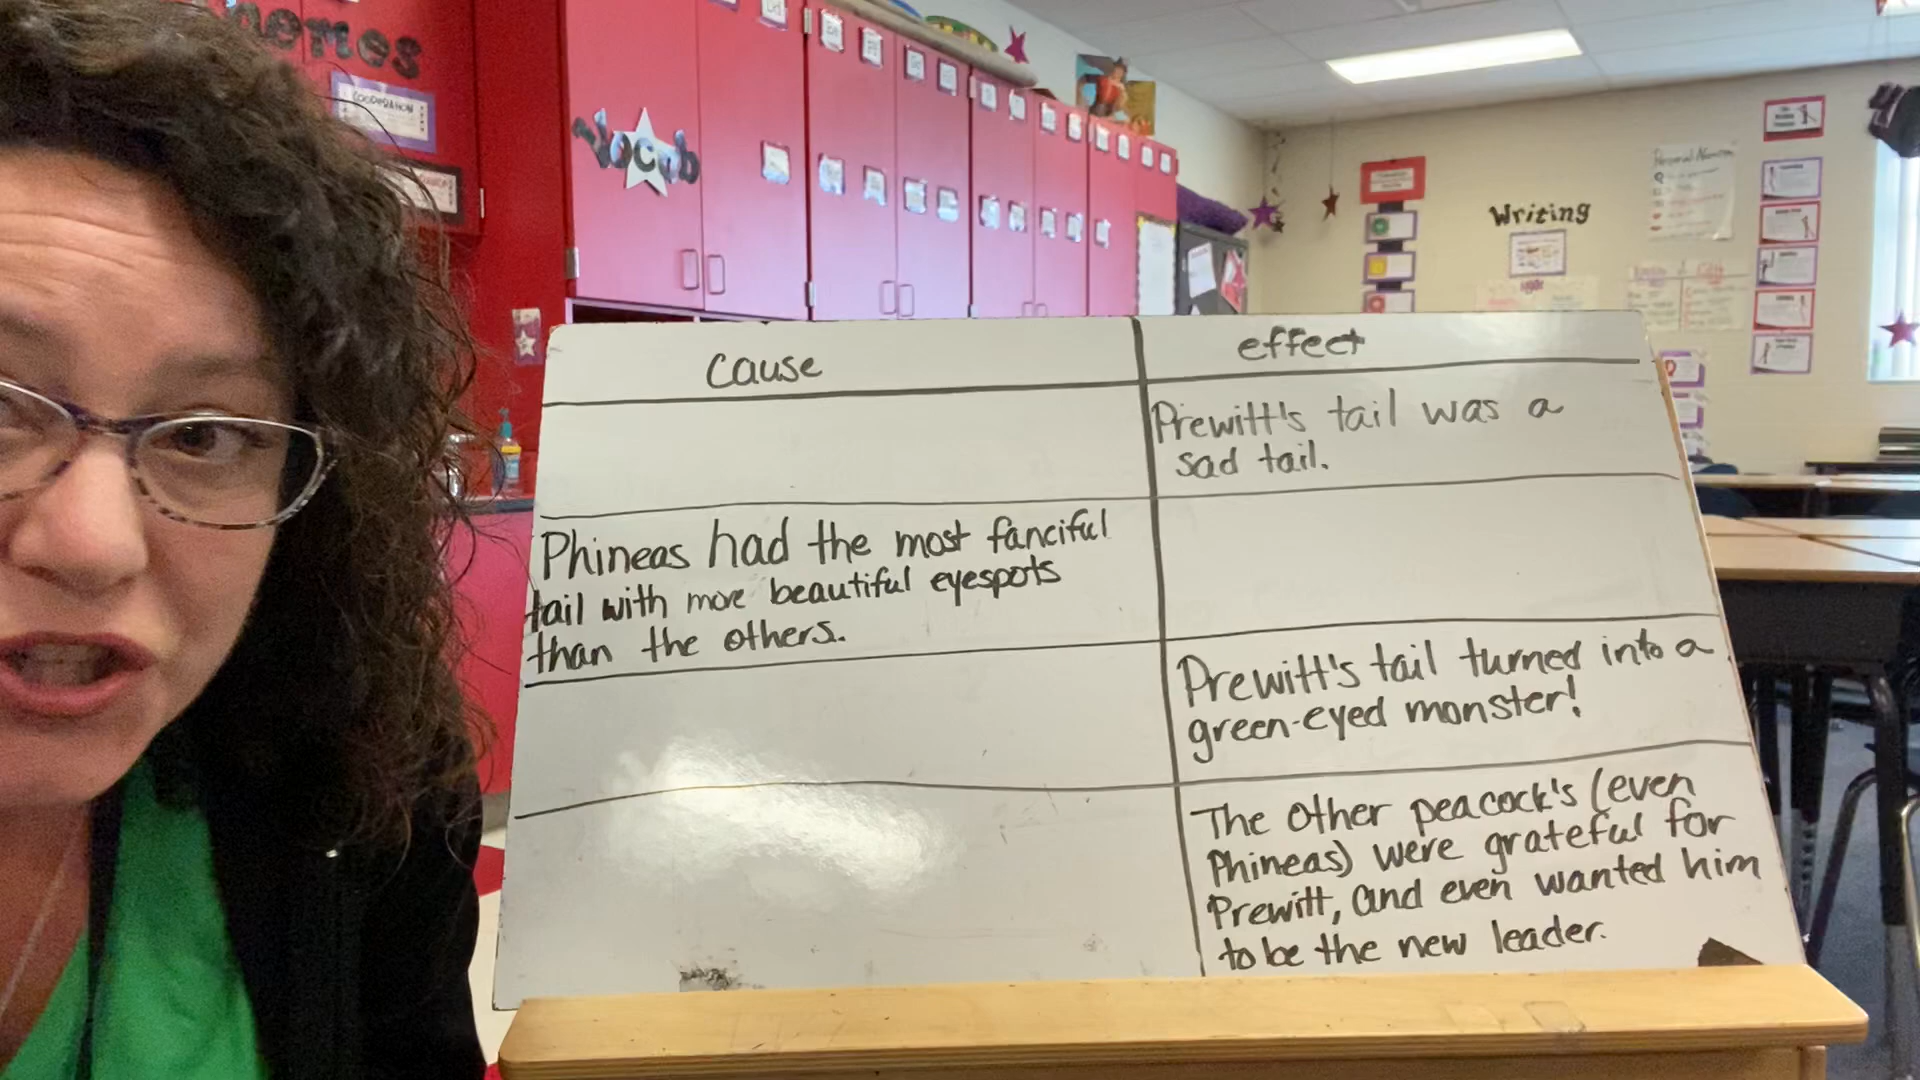 Vocab
Writing
cause
effect
Prewitt's tail was a
sad tail.
Phineas had the most fanciful
tail with more beautiful eyespots
than the others.
Prewitt's tail turned into a
green-eyed monster!
The other peacock's (even
Phineas) were grateful for
Prewitt, and even wanted him
to be the new leader.